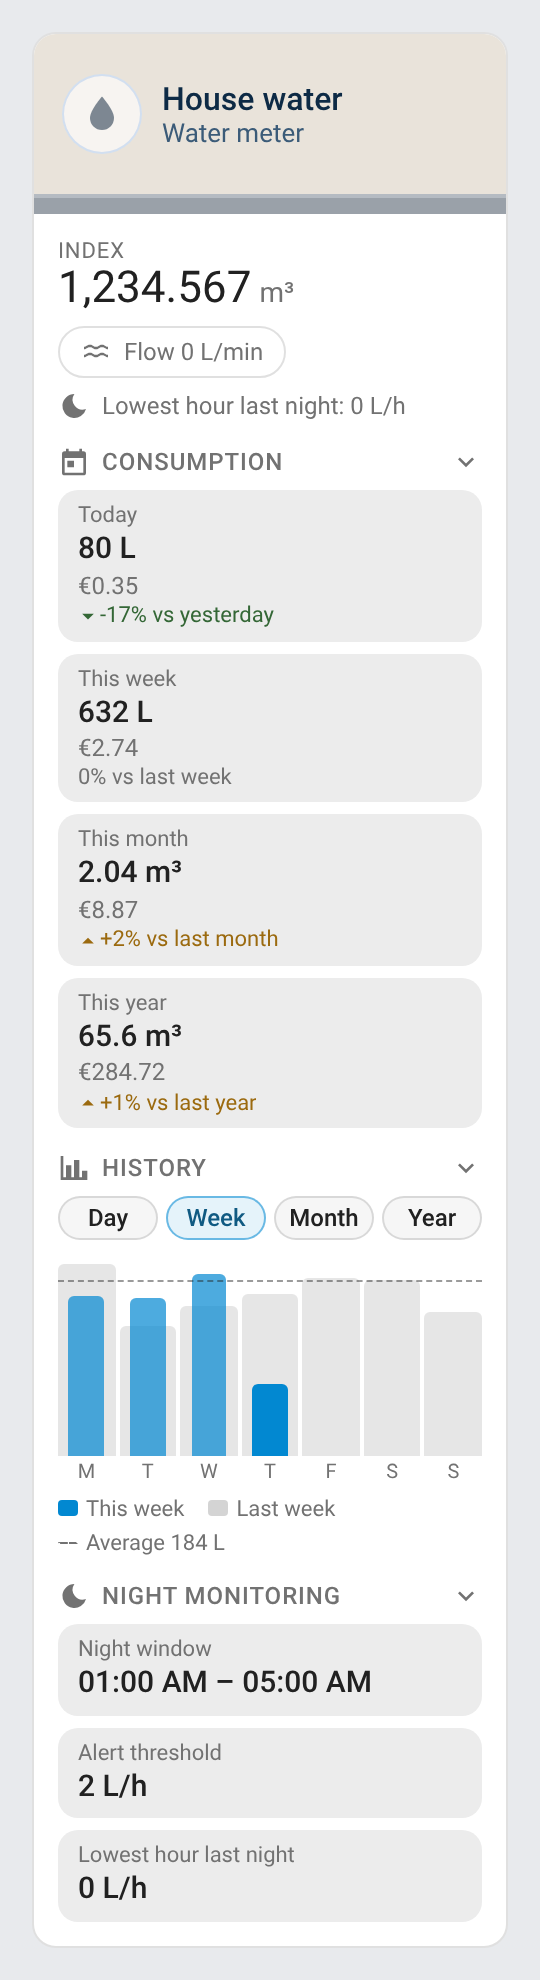 House water
Water meter
INDEX
1,234.567 m³
Flow 0 L/min
Lowest hour last night: 0 L/h
CONSUMPTION
Today
80 L
€0.35
-17% vs yesterday
This week
632 L
€2.74
0% vs last week
This month
2.04 m³
€8.87
+2% vs last month
This year
65.6 m³
€284.72
+1% vs last year
HISTORY
Day Week Month Year
M T W T F S S
This week Last week
Average 184 L
NIGHT MONITORING
Night window
01:00 AM – 05:00 AM
Alert threshold
2 L/h
Lowest hour last night
0 L/h